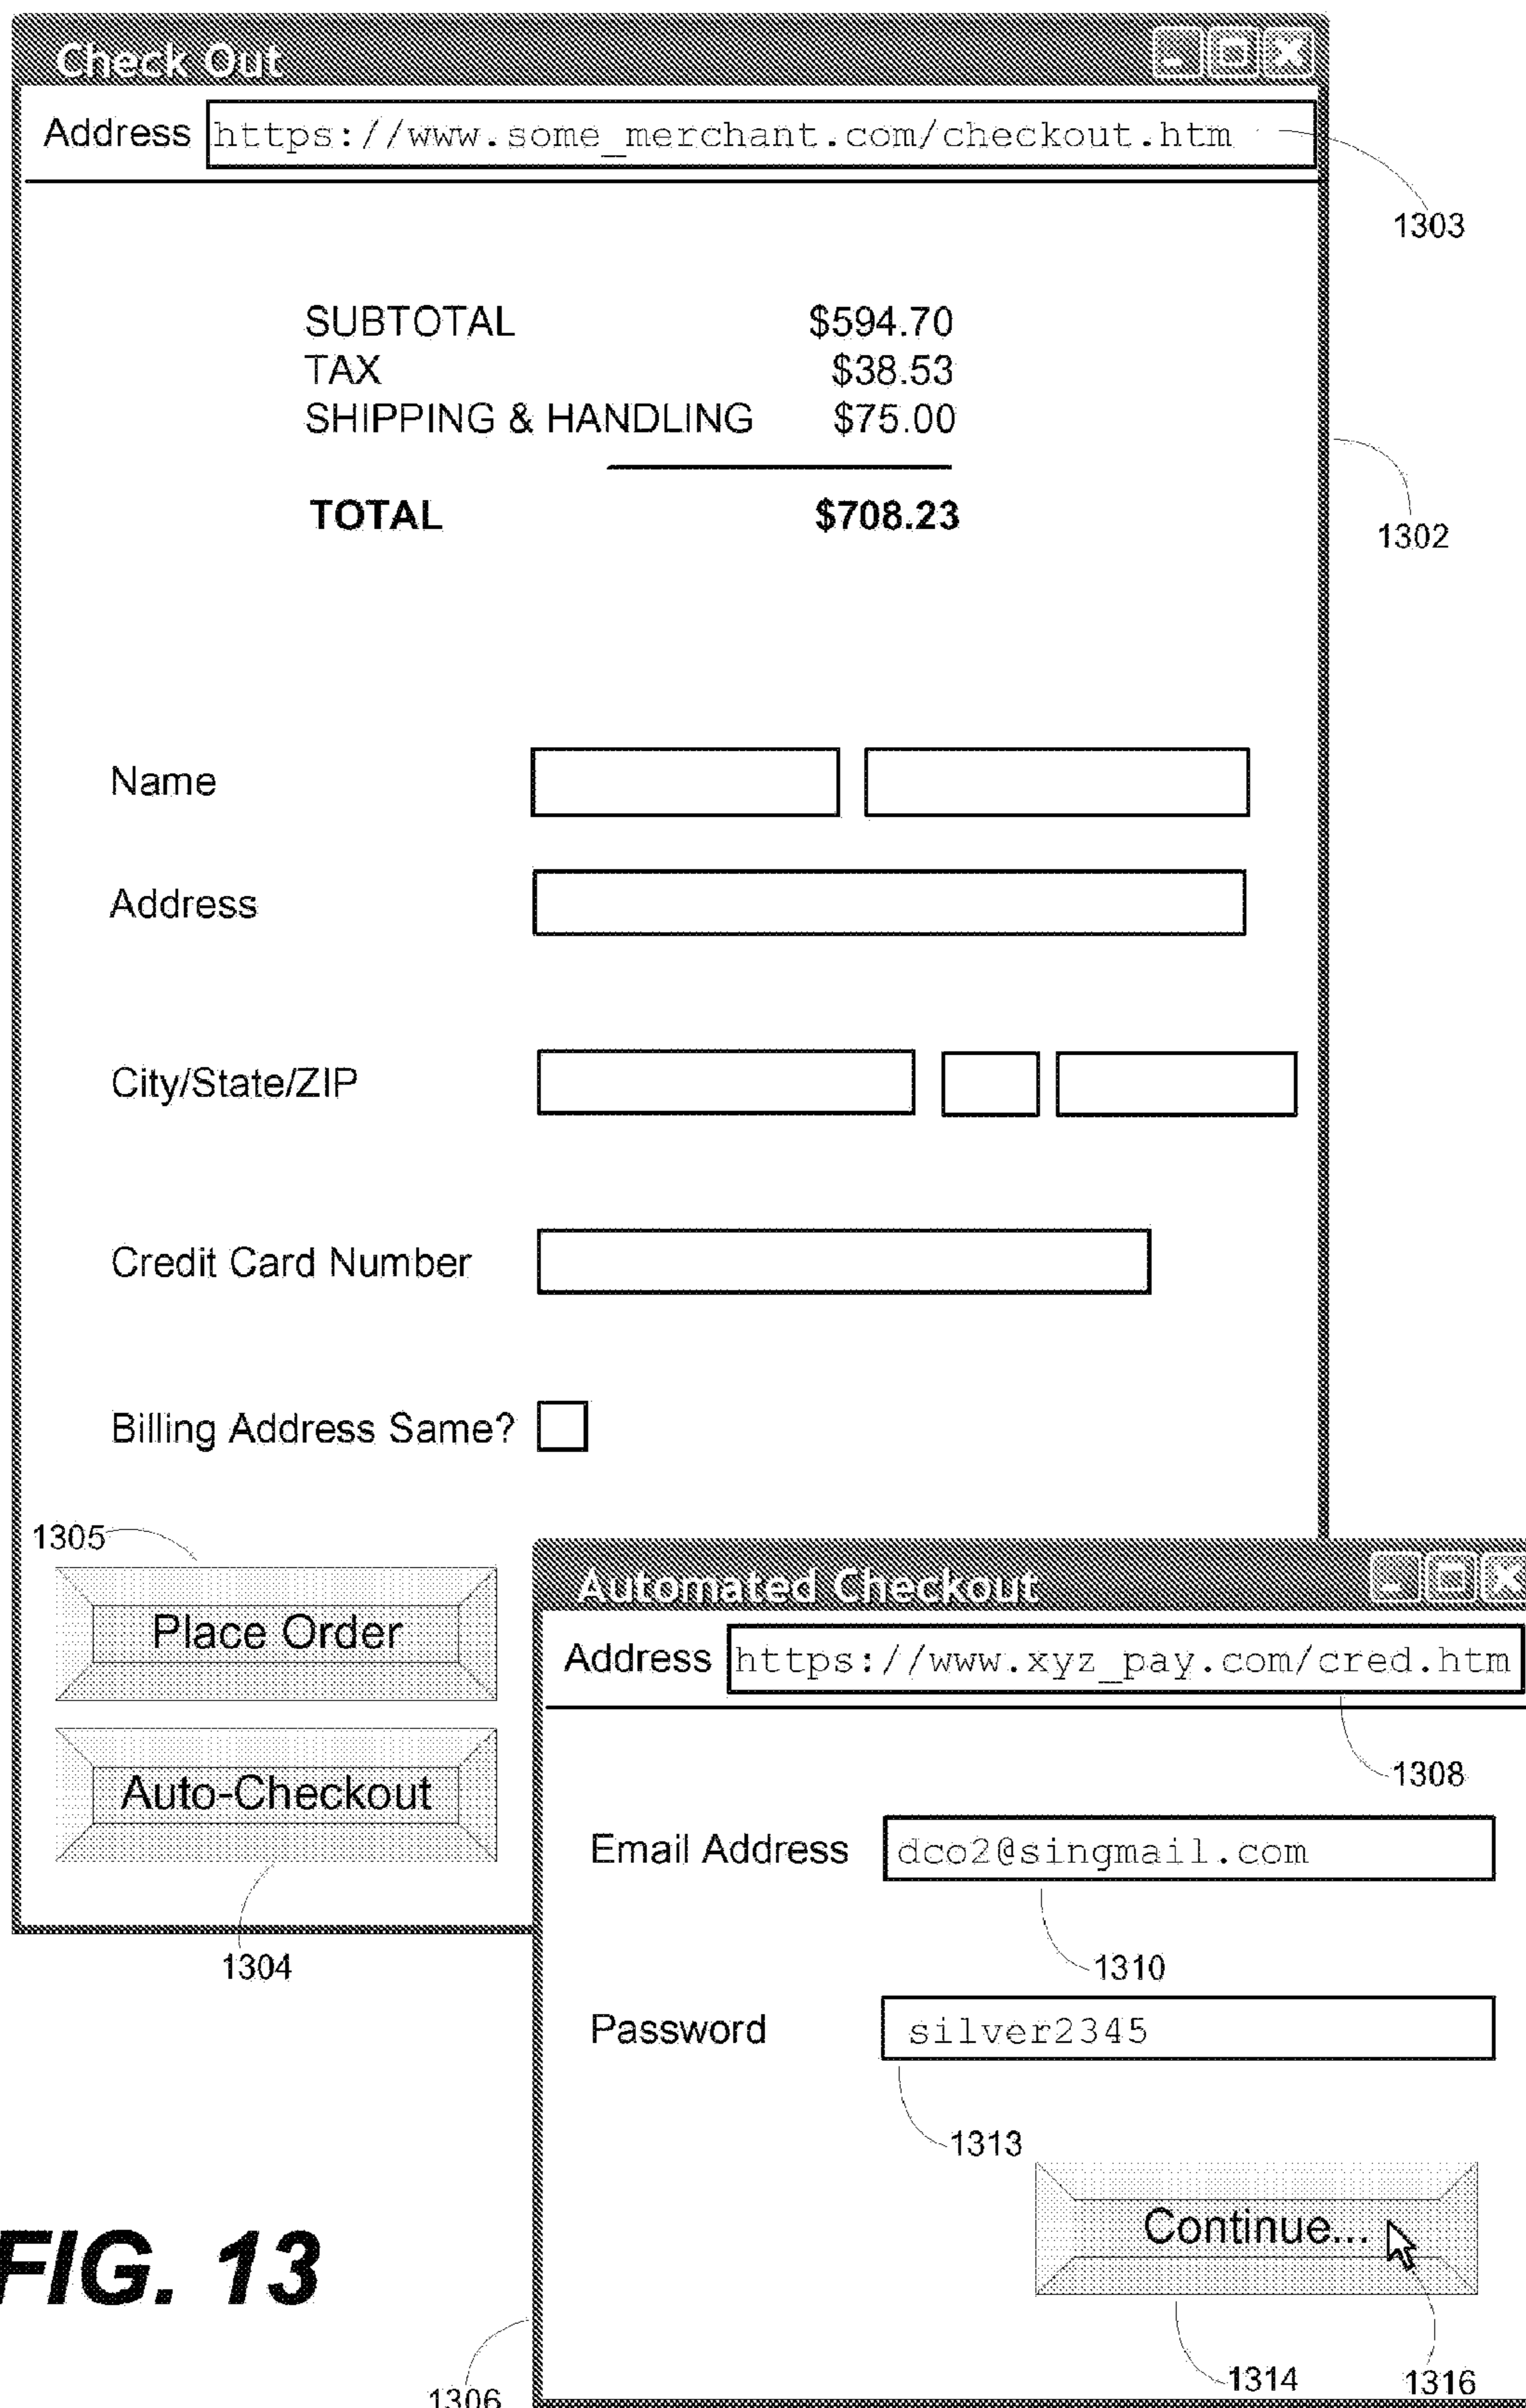 Check Out
Address https://www.some_merchant.com/checkout.htm
1303
SUBTOTAL $594.70
TAX $38.53
SHIPPING & HANDLING $75.00
TOTAL $708.23
1302
Name
Address
City/State/ZIP
Credit Card Number
Billing Address Same?
1305
Place Order
Auto-Checkout
1304
Automated Checkout
Address https://www.xyz_pay.com/cred.htm
1308
Email Address dco2@singmail.com
1310
Password silver2345
1313
Continue...
1314 1316
FIG. 13
1306